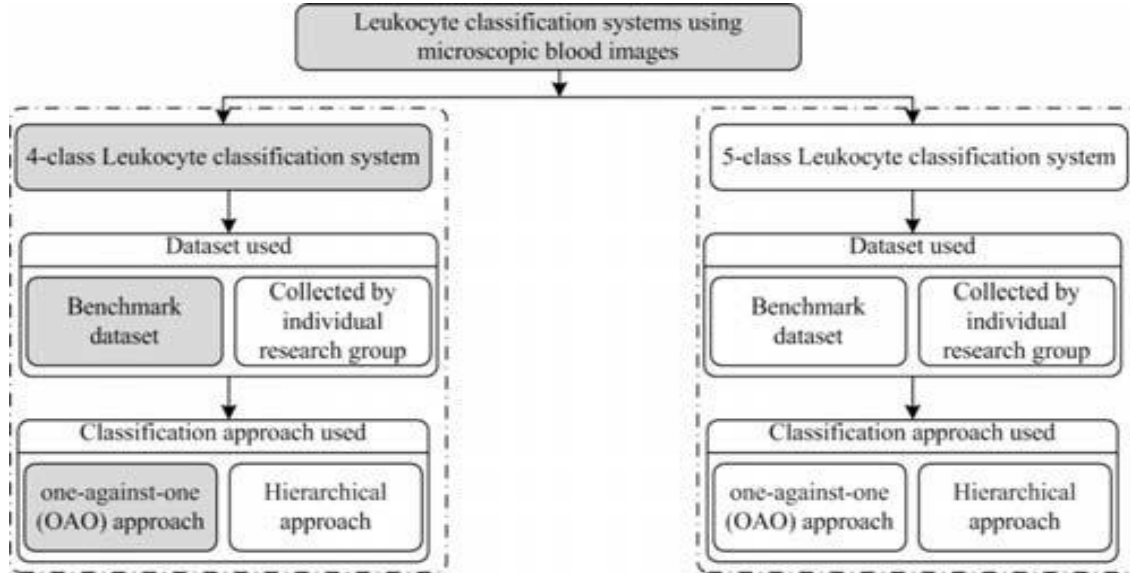 Leukocyte classification systems using
microscopic blood images
4-class Leukocyte classification system
Dataset used
Benchmark
dataset
Collected by
individual
research group
Classification approach used
one-against-one
(OAO) approach
Hierarchical
approach
5-class Leukocyte classification system
Dataset used
Benchmark
dataset
Collected by
individual
research group
Classification approach used
one-against-one
(OAO) approach
Hierarchical
approach